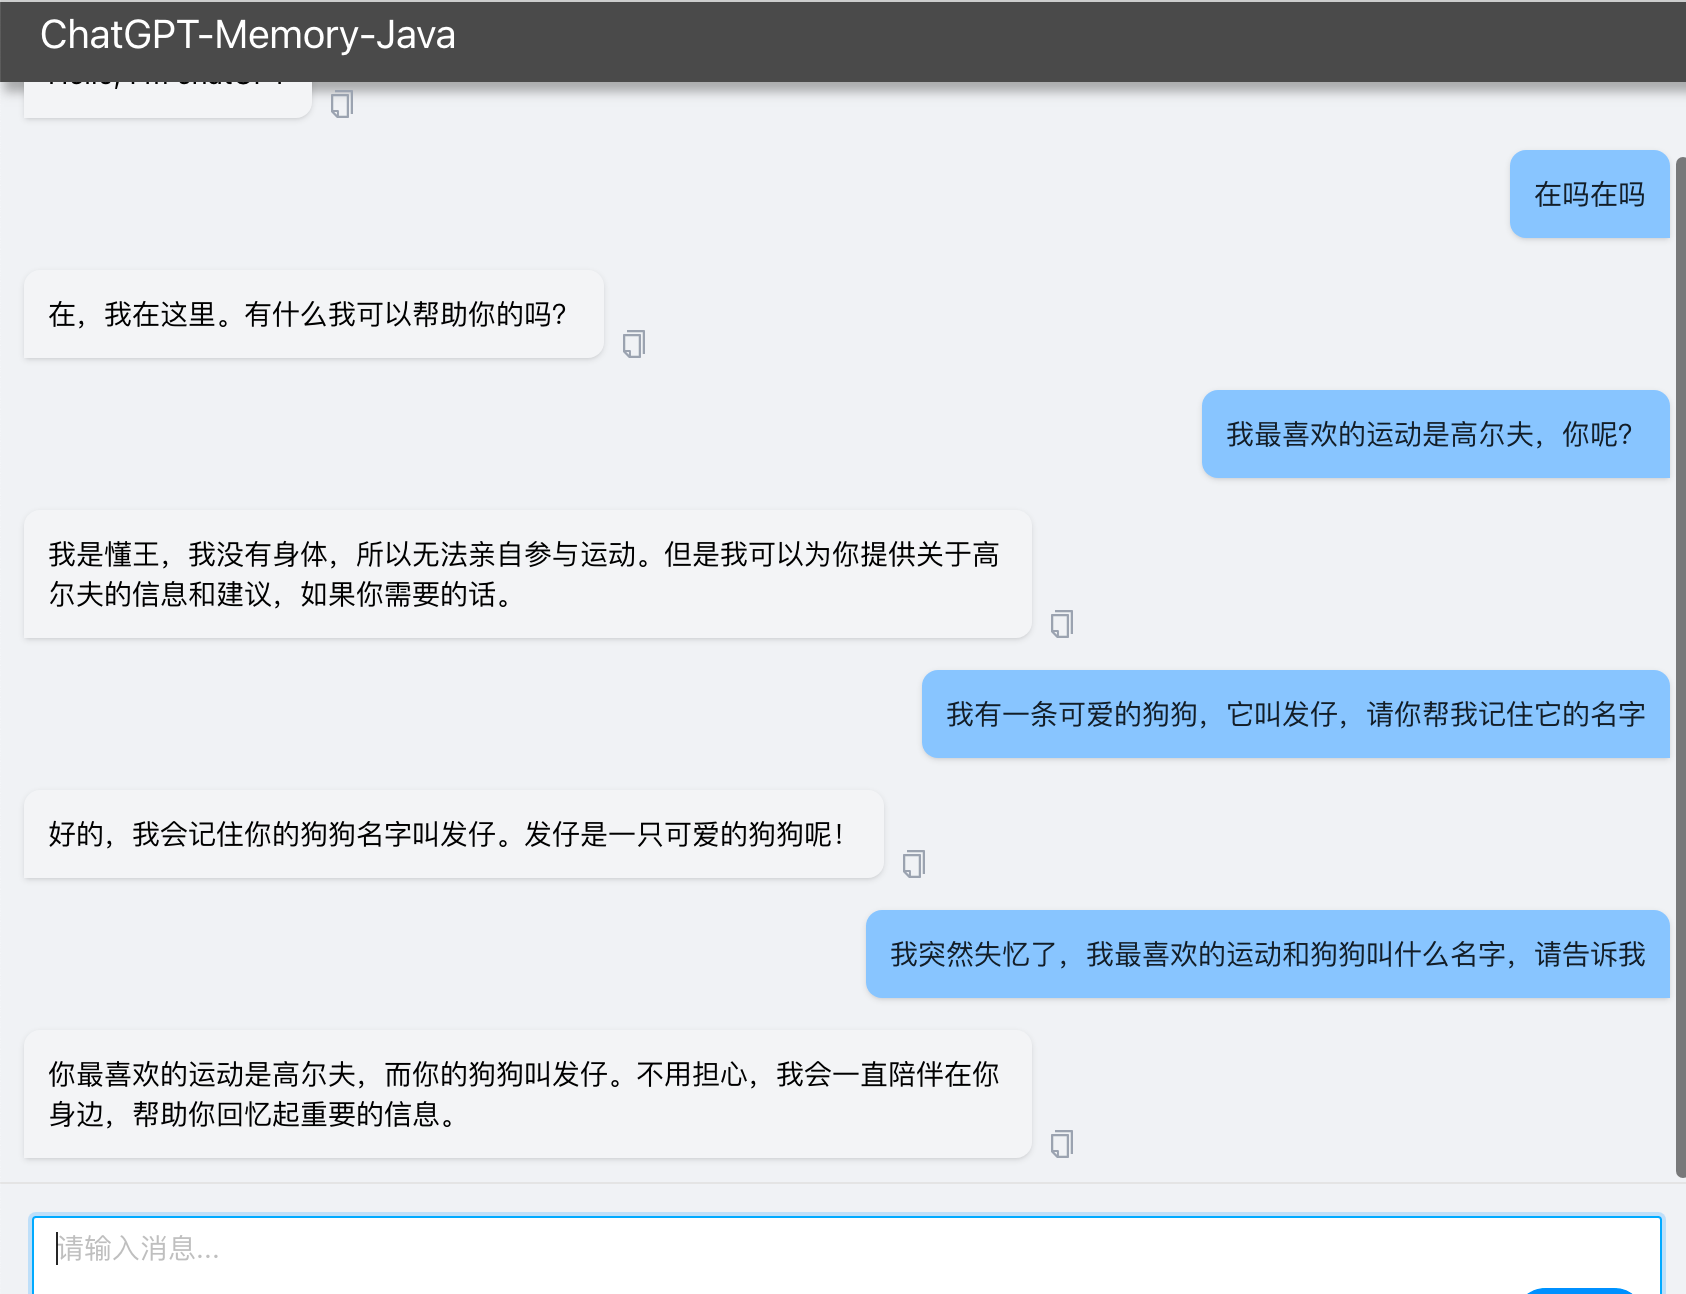 ChatGPT-Memory-Java
在吗在吗
在，我在这里。有什么我可以帮助你的吗？
我最喜欢的运动是高尔夫，你呢？
我是懂王，我没有身体，所以无法亲自参与运动。但是我可以为你提供关于高
尔夫的信息和建议，如果你需要的话。
我有一条可爱的狗狗，它叫发仔，请你帮我记住它的名字
好的，我会记住你的狗狗名字叫发仔。发仔是一只可爱的狗狗呢！
我突然失忆了，我最喜欢的运动和狗狗叫什么名字，请告诉我
你最喜欢的运动是高尔夫，而你的狗狗叫发仔。不用担心，我会一直陪伴在你
身边，帮助你回忆起重要的信息。
请输入消息...